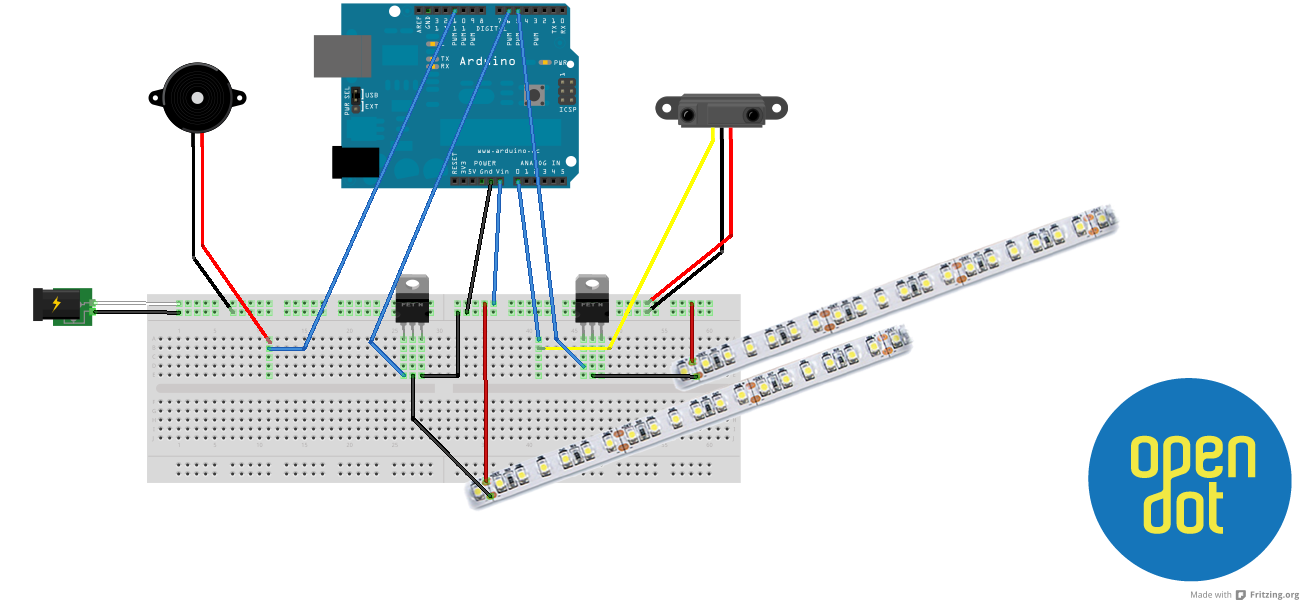 AREF
GND
13
12
11
10
9
8
7
6
5
4
3
2
1
0
PWM
PWM
PWM
DIGITAL
PWM
PWM
PWM
TX
RX
L
TX
RX
Arduino
PWR
1
ICSP
PWR SEL
USB
EXT
www.arduino.cc
RESET
3V3
POWER
ANALOG IN
5V Gnd Vin 0 1 2 3 4 5
FET N
FET N
open
dot
Made with Fritzing.org